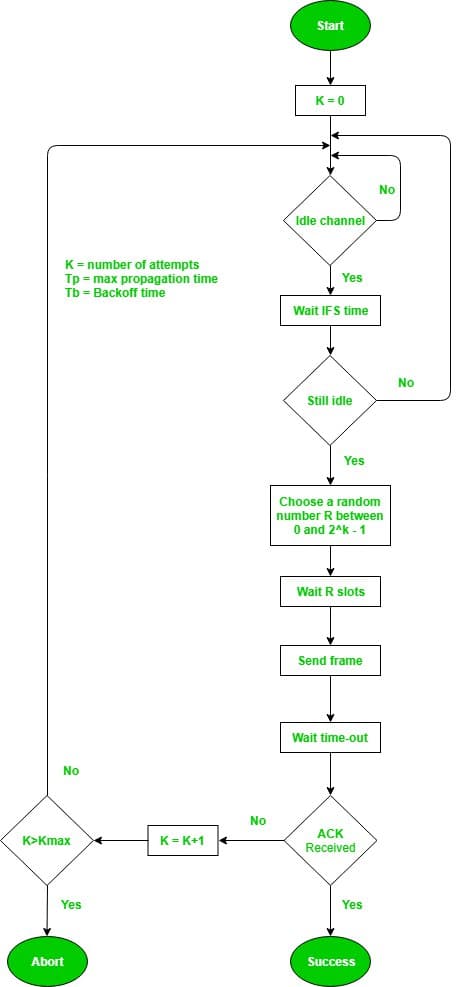 Start
K = 0
No
Idle channel
K = number of attempts
Tp = max propagation time
Tb = Backoff time
Yes
Wait IFS time
No
Still idle
Yes
Choose a random
number R between
0 and 2^k - 1
Wait R slots
Send frame
Wait time-out
No
No
ACK
Received
K = K+1
K>Kmax
Yes
Yes
Abort
Success